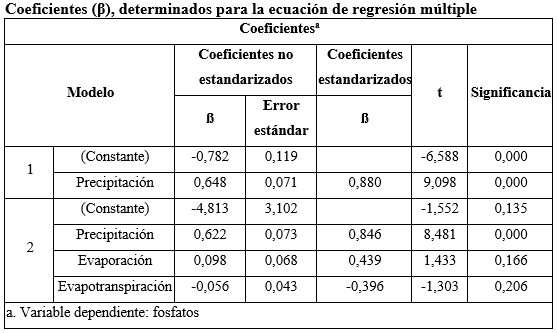 Coeficientes (β), determinados para la ecuación de regresión múltiple
Coeficientesª
Modelo Coeficientes no estandarizados Coeficientes estandarizados t Significancia
ß Error estándar ß
1 (Constante) -0,782 0,119 -6,588 0,000
Precipitación 0,648 0,071 0,880 9,098 0,000
2 (Constante) -4,813 3,102 -1,552 0,135
Precipitación 0,622 0,073 0,846 8,481 0,000
Evaporación 0,098 0,068 0,439 1,433 0,166
Evapotranspiración -0,056 0,043 -0,396 -1,303 0,206
a. Variable dependiente: fosfatos